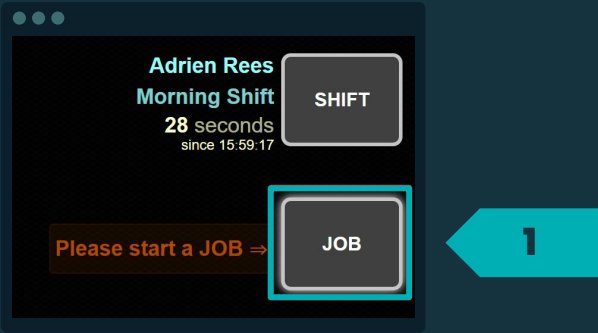 Adrien Rees
Morning Shift
28 seconds
since 15:59:17
SHIFT
Please start a JOB ⇒
JOB
1